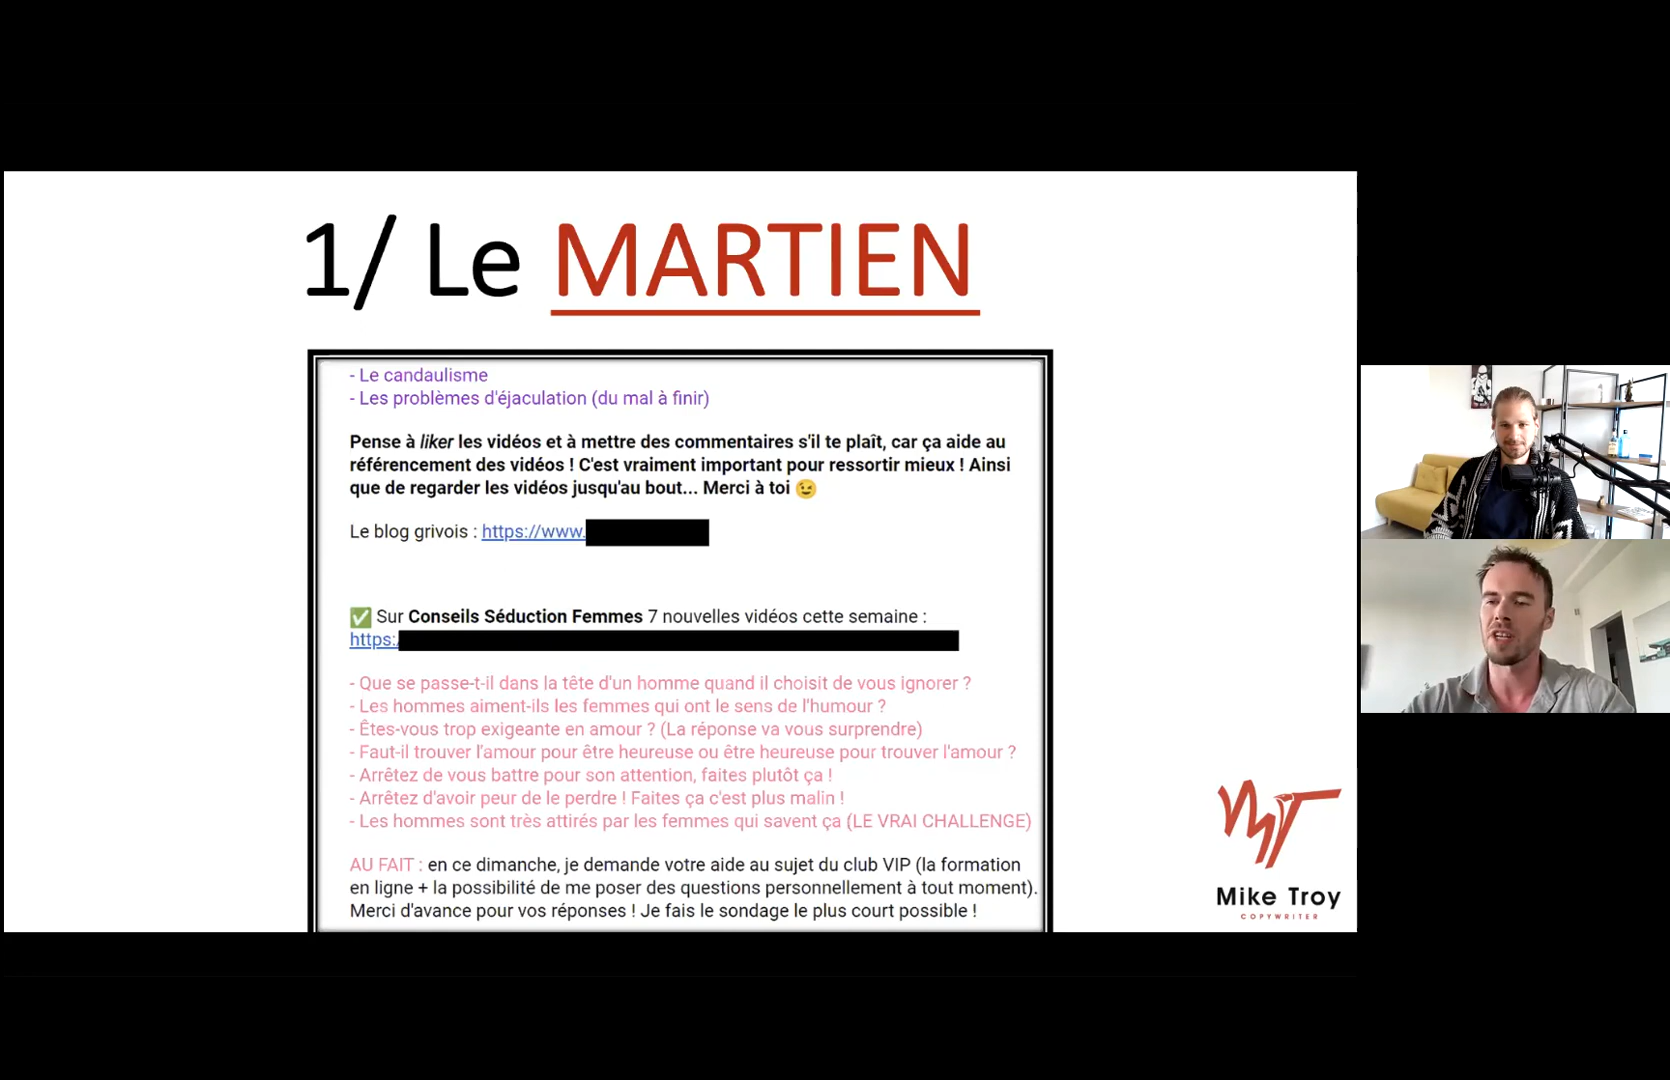 1/ Le MARTIEN
- Le candaulisme
- Les problèmes d'éjaculation (du mal à finir)
Pense à liker les vidéos et à mettre des commentaires s'il te plaît, car ça aide au
référencement des vidéos ! C'est vraiment important pour ressortir mieux ! Ainsi
que de regarder les vidéos jusqu'au bout... Merci à toi 😉
Le blog grivois : https://www.
✅ Sur Conseils Séduction Femmes 7 nouvelles vidéos cette semaine :
https:/
- Que se passe-t-il dans la tête d'un homme quand il choisit de vous ignorer ?
- Les hommes aiment-ils les femmes qui ont le sens de l'humour ?
- Êtes-vous trop exigeante en amour ? (La réponse va vous surprendre)
- Faut-il trouver l'amour pour être heureuse ou être heureuse pour trouver l'amour ?
- Arrêtez de vous battre pour son attention, faites plutôt ça !
- Arrêtez d'avoir peur de le perdre ! Faites ça c'est plus malin !
- Les hommes sont très attirés par les femmes qui savent ça (LE VRAI CHALLENGE)
AU FAIT : en ce dimanche, je demande votre aide au sujet du club VIP (la formation
en ligne + la possibilité de me poser des questions personnellement à tout moment).
Merci d'avance pour vos réponses ! Je fais le sondage le plus court possible !
MT
Mike Troy
COPYWRITER